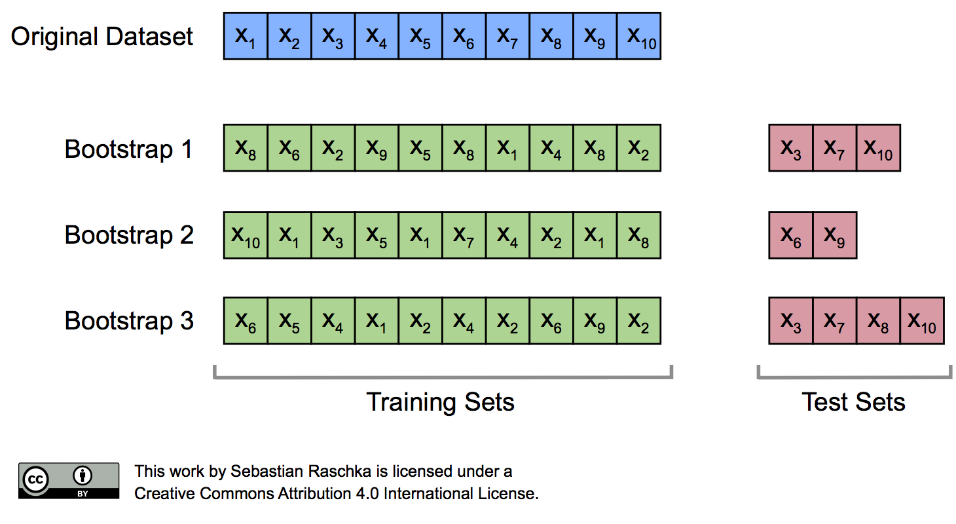 Original Dataset x₁ x₂ x₃ x₄ x₅ x₆ x₇ x₈ x₉ x₁₀
Bootstrap 1 x₈ x₆ x₂ x₉ x₅ x₈ x₁ x₄ x₈ x₂ x₃ x₇ x₁₀
Bootstrap 2 x₁₀ x₁ x₃ x₅ x₁ x₇ x₄ x₂ x₁ x₈ x₆ x₉
Bootstrap 3 x₆ x₅ x₄ x₁ x₂ x₄ x₂ x₆ x₉ x₂ x₃ x₇ x₈ x₁₀
Training Sets Test Sets
cc BY
This work by Sebastian Raschka is licensed under a
Creative Commons Attribution 4.0 International License.